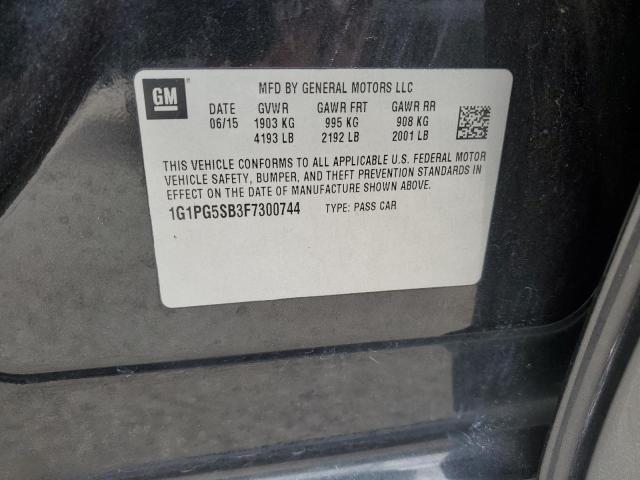 GM
MFD BY GENERAL MOTORS LLC
DATE GVWR GAWR FRT GAWR RR
06/15 1903 KG 995 KG 908 KG
4193 LB 2192 LB 2001 LB
THIS VEHICLE CONFORMS TO ALL APPLICABLE U.S. FEDERAL MOTOR
VEHICLE SAFETY, BUMPER, AND THEFT PREVENTION STANDARDS IN
EFFECT ON THE DATE OF MANUFACTURE SHOWN ABOVE.
1G1PG5SB3F7300744 TYPE: PASS CAR